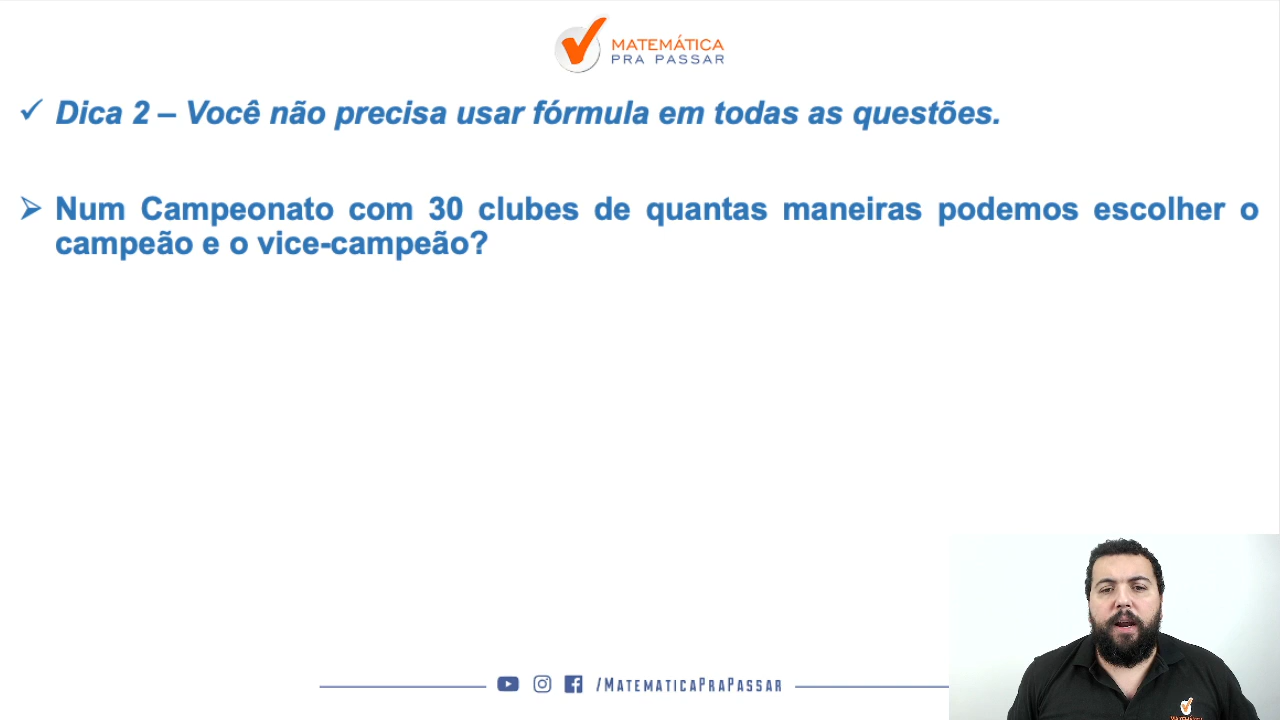 MATEMÁTICA
PRA PASSAR
Dica 2 – Você não precisa usar fórmula em todas as questões.
Num Campeonato com 30 clubes de quantas maneiras podemos escolher o
campeão e o vice-campeão?
/MATEMATICAPRAPASSAR
MATEMÁTICA